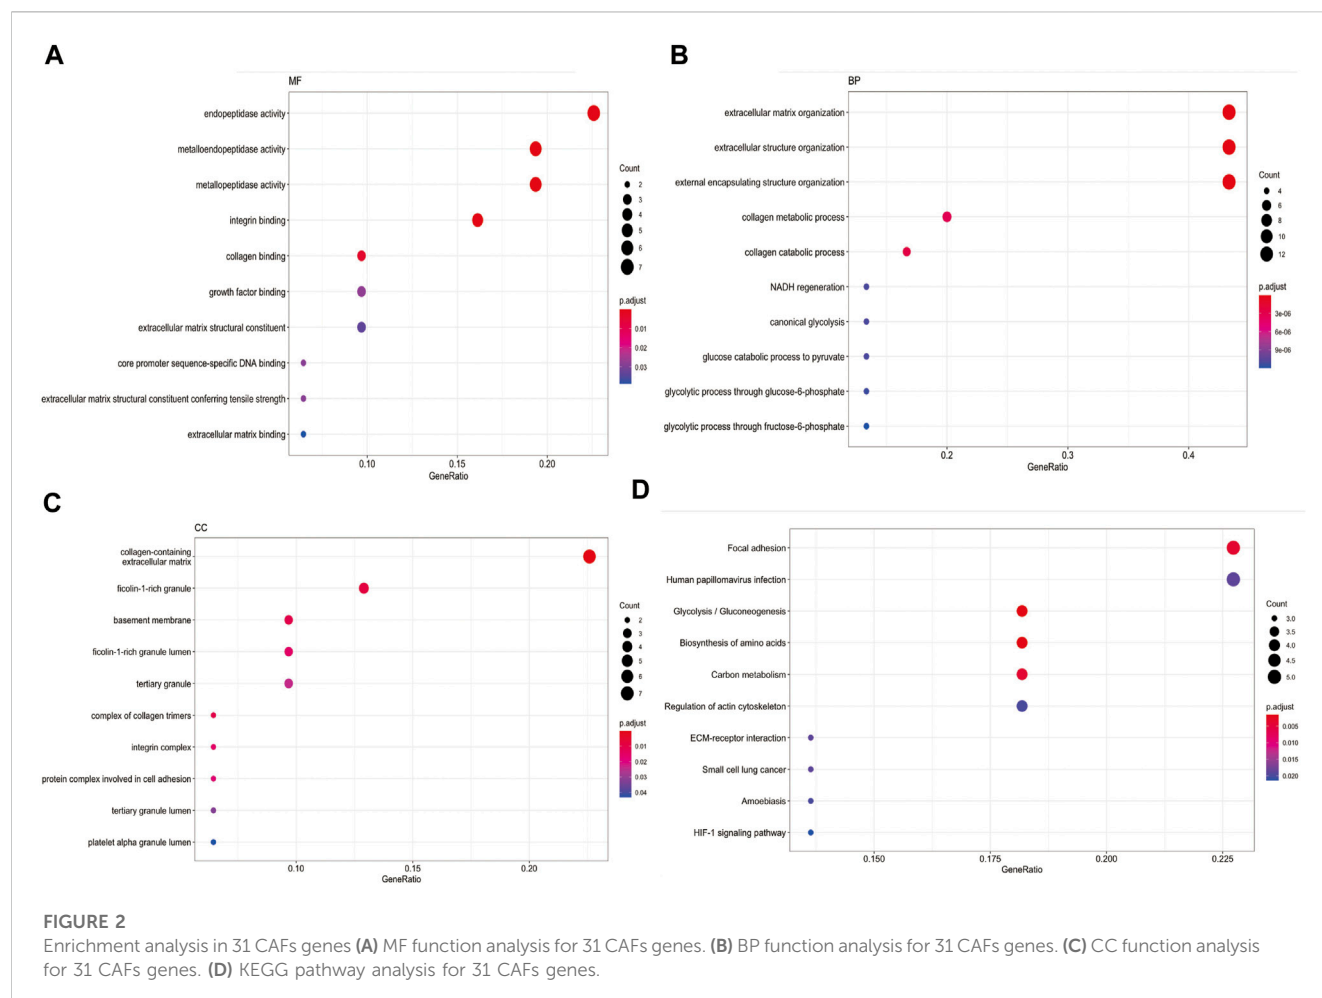 A
MF
endopeptidase activity
metalloendopeptidase activity
metallopeptidase activity
integrin binding
collagen binding
growth factor binding
extracellular matrix structural constituent
core promoter sequence-specific DNA binding
extracellular matrix structural constituent conferring tensile strength
extracellular matrix binding
0.10 0.15 0.20
GeneRatio
Count
2
3
4
5
6
7
p.adjust
0.01
0.02
0.03
B
BP
extracellular matrix organization
extracellular structure organization
external encapsulating structure organization
collagen metabolic process
collagen catabolic process
NADH regeneration
canonical glycolysis
glucose catabolic process to pyruvate
glycolytic process through glucose-6-phosphate
glycolytic process through fructose-6-phosphate
0.2 0.3 0.4
GeneRatio
Count
4
6
8
10
12
p.adjust
3e-06
6e-06
9e-06
C
CC
collagen-containing
extracellular matrix
ficolin-1-rich granule
basement membrane
ficolin-1-rich granule lumen
tertiary granule
complex of collagen trimers
integrin complex
protein complex involved in cell adhesion
tertiary granule lumen
platelet alpha granule lumen
0.10 0.15 0.20
GeneRatio
Count
2
3
4
5
6
7
p.adjust
0.01
0.02
0.03
0.04
D
Focal adhesion
Human papillomavirus infection
Glycolysis / Gluconeogenesis
Biosynthesis of amino acids
Carbon metabolism
Regulation of actin cytoskeleton
ECM-receptor interaction
Small cell lung cancer
Amoebiasis
HIF-1 signaling pathway
0.150 0.175 0.200 0.225
GeneRatio
Count
3.0
3.5
4.0
4.5
5.0
p.adjust
0.005
0.010
0.015
0.020
FIGURE 2
Enrichment analysis in 31 CAFs genes (A) MF function analysis for 31 CAFs genes. (B) BP function analysis for 31 CAFs genes. (C) CC function analysis
for 31 CAFs genes. (D) KEGG pathway analysis for 31 CAFs genes.